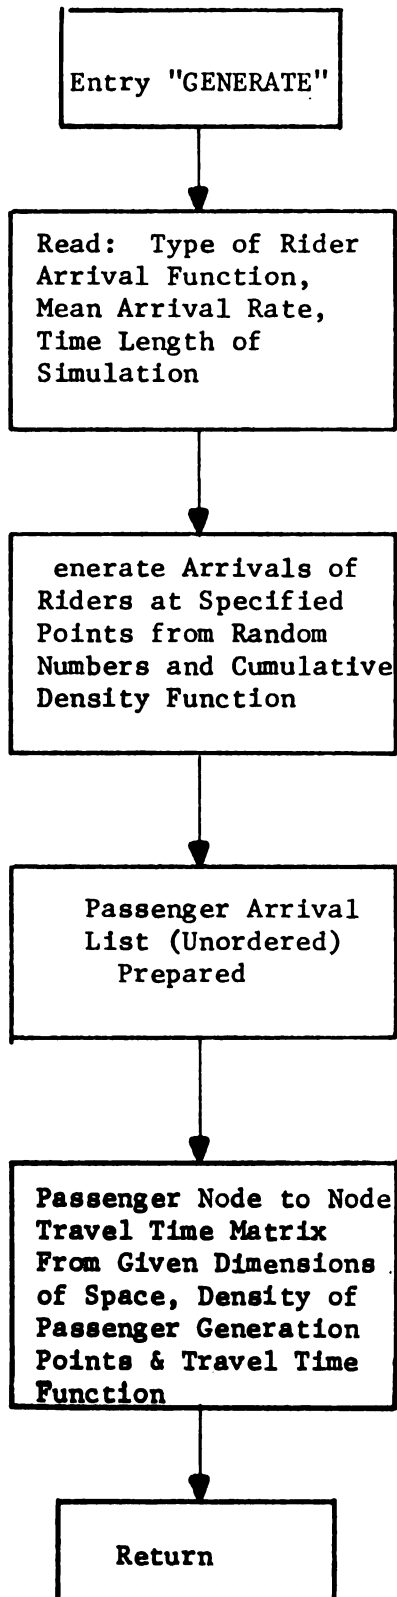 Entry "GENERATE"
Read: Type of Rider
Arrival Function,
Mean Arrival Rate,
Time Length of
Simulation
enerate Arrivals of
Riders at Specified
Points from Random
Numbers and Cumulative
Density Function
Passenger Arrival
List (Unordered)
Prepared
Passenger Node to Node
Travel Time Matrix
From Given Dimensions
of Space, Density of
Passenger Generation
Points & Travel Time
Function
Return